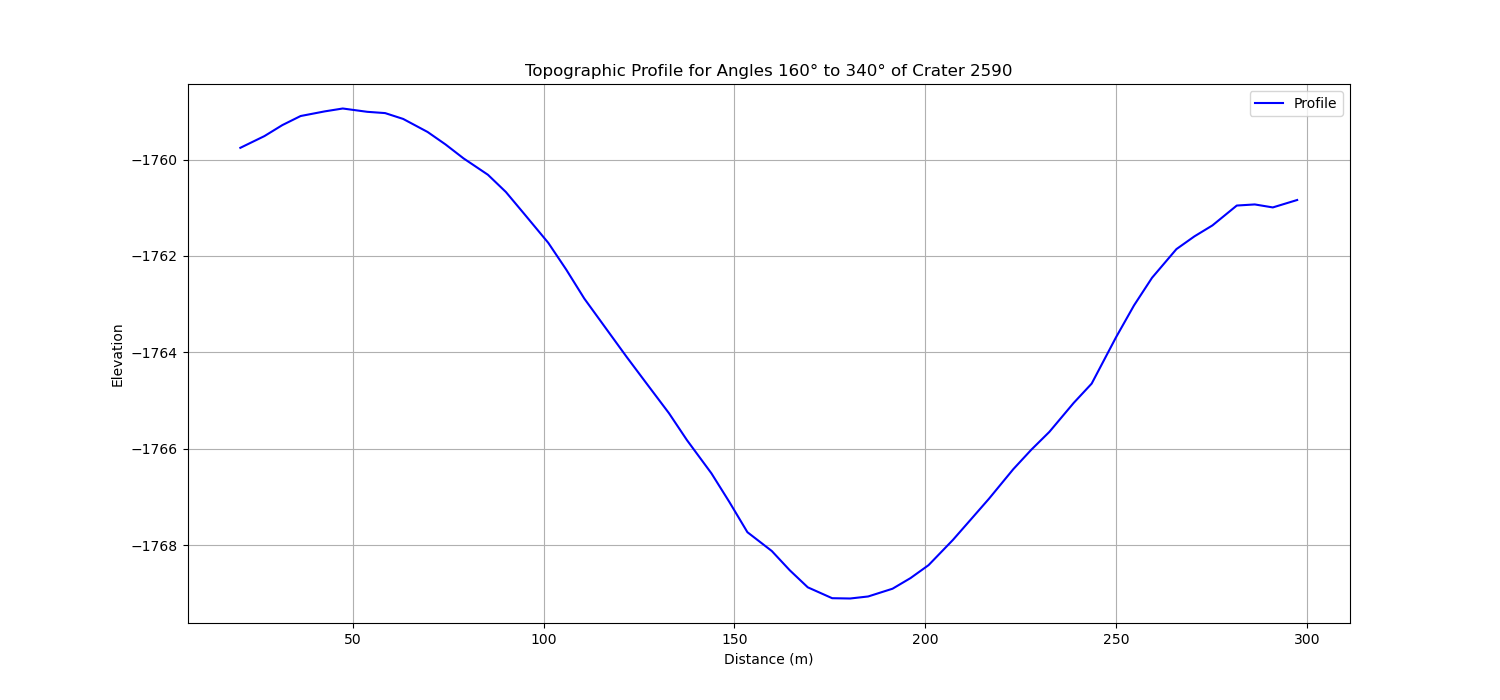 Topographic Profile for Angles 160° to 340° of Crater 2590
Profile
−1760
−1762
−1764
−1766
−1768
Elevation
50 100 150 200 250 300
Distance (m)